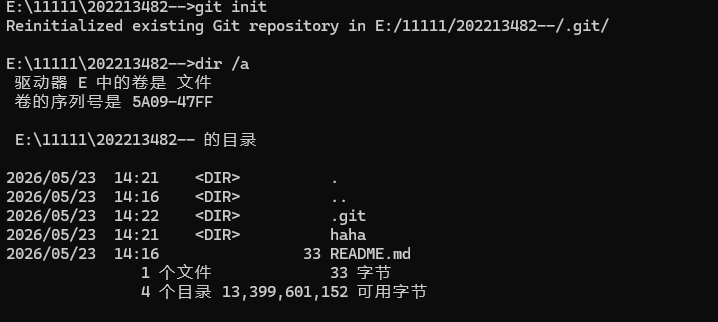 E:\11111\202213482-->git init
Reinitialized existing Git repository in E:/11111/202213482--/.git/
E:\11111\202213482-->dir /a
驱动器 E 中的卷是 文件
卷的序列号是 5A09-47FF
E:\11111\202213482-- 的目录
2026/05/23  14:21    <DIR>          .
2026/05/23  14:16    <DIR>          ..
2026/05/23  14:22    <DIR>          .git
2026/05/23  14:21    <DIR>          haha
2026/05/23  14:16                33 README.md
1 个文件             33 字节
4 个目录 13,399,601,152 可用字节